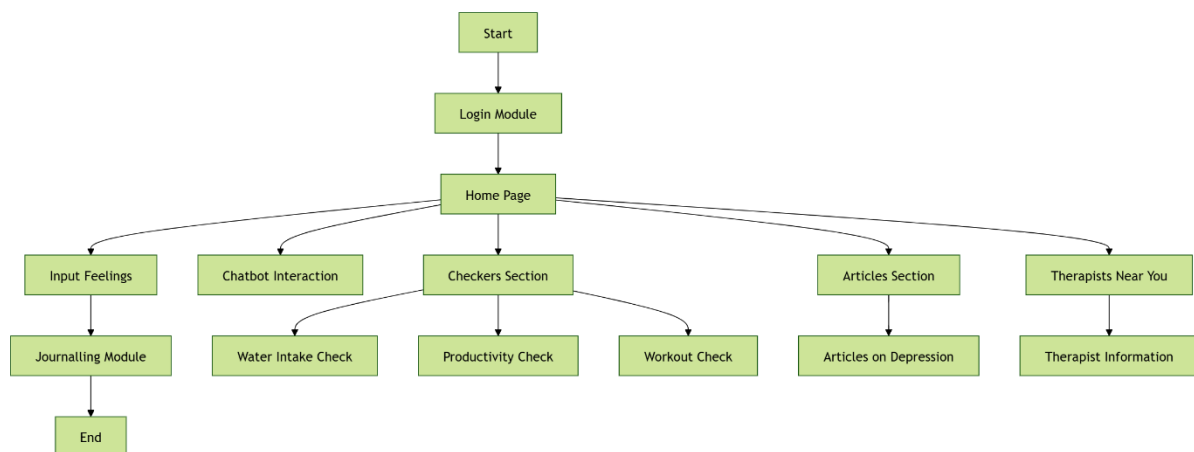 Start
Login Module
Home Page
Input Feelings
Chatbot Interaction
Checkers Section
Articles Section
Therapists Near You
Journalling Module
Water Intake Check
Productivity Check
Workout Check
Articles on Depression
Therapist Information
End